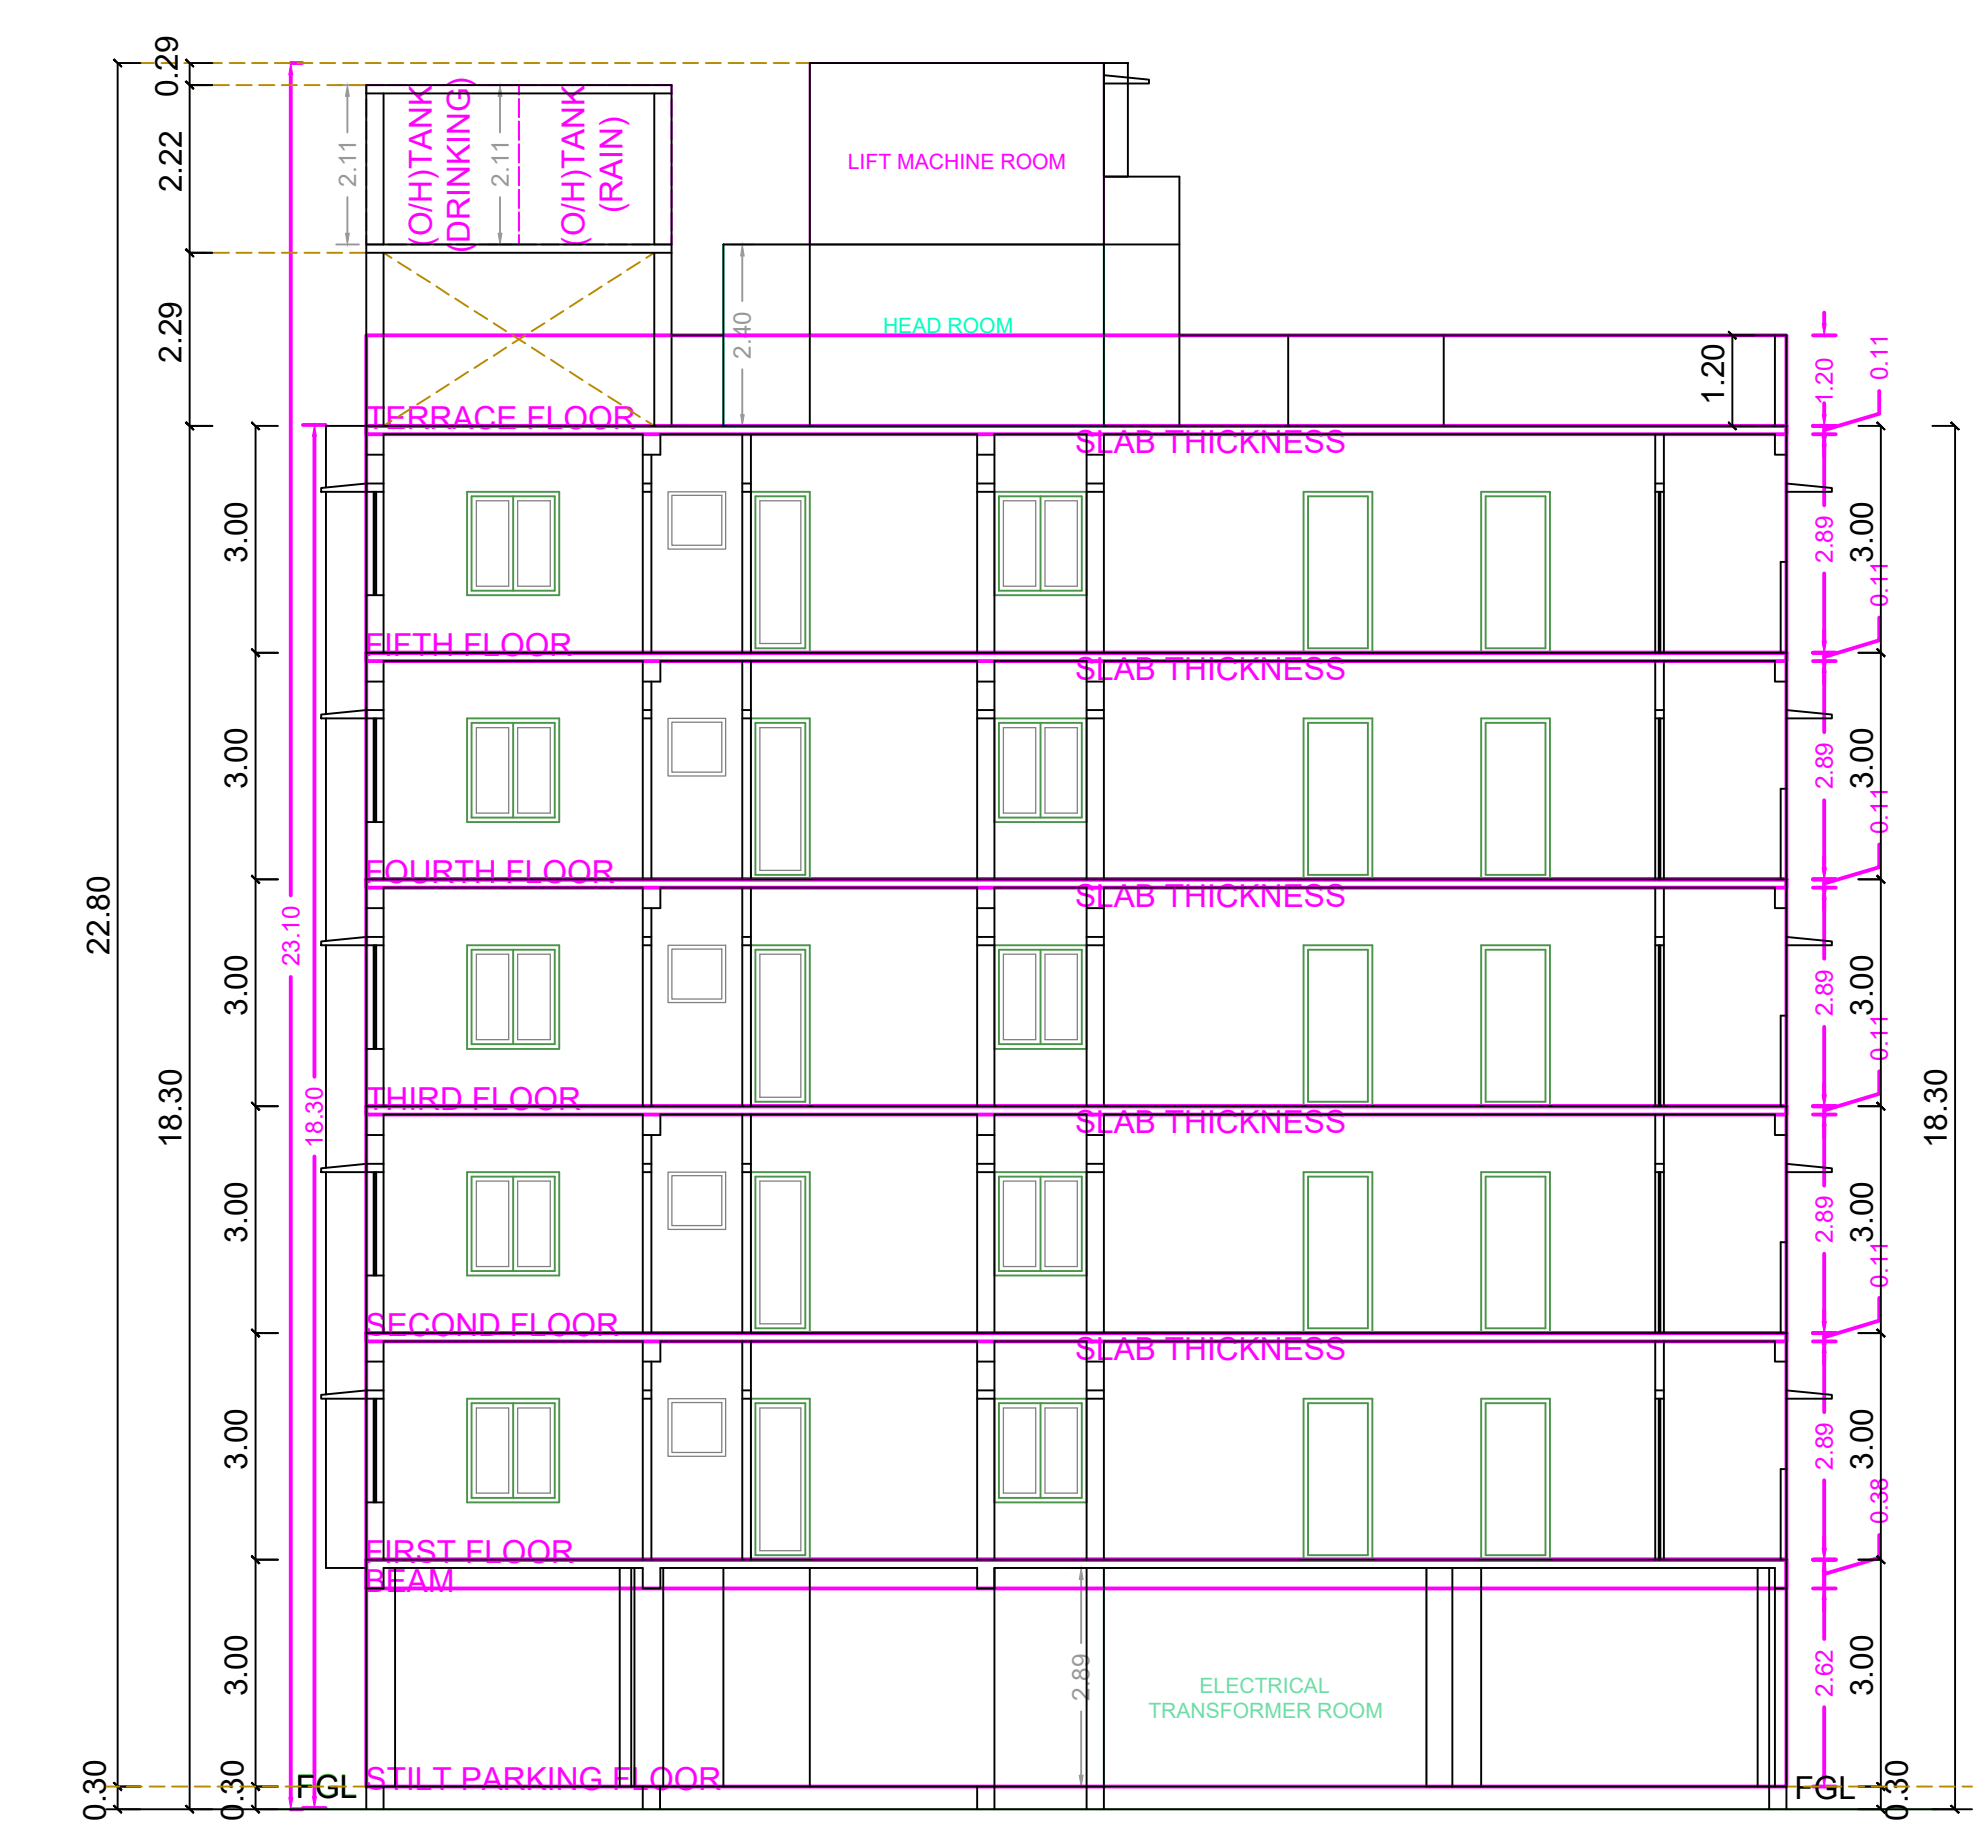 0.29
2.22
2.29
22.80
18.30
0.30
23.10
18.30
2.11
(O/H)TANK
(DRINKING)
2.11
(O/H)TANK
(RAIN)
LIFT MACHINE ROOM
HEAD ROOM
2.40
1.20
1.20
0.11
TERRACE FLOOR
SLAB THICKNESS
3.00
2.89
3.00
0.11
FIFTH FLOOR
SLAB THICKNESS
3.00
2.89
3.00
0.11
FOURTH FLOOR
SLAB THICKNESS
3.00
2.89
3.00
0.11
THIRD FLOOR
SLAB THICKNESS
3.00
2.89
3.00
0.11
SECOND FLOOR
SLAB THICKNESS
3.00
2.89
3.00
0.38
FIRST FLOOR
BEAM
3.00
2.89
ELECTRICAL
TRANSFORMER ROOM
2.62
3.00
18.30
0.30
FGL
STILT PARKING FLOOR
FGL
0.30